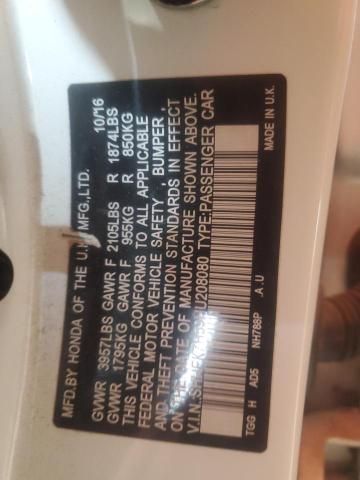 MFD.BY HONDA OF THE U.K. MFG.,LTD. 10/16
GVWR 3957LBS GAWR F 2105LBS R 1874LBS
GVWR 1795KG GAWR F 955KG R 850KG
THIS VEHICLE CONFORMS TO ALL APPLICABLE
FEDERAL MOTOR VEHICLE SAFETY, BUMPER,
AND THEFT PREVENTION STANDARDS IN EFFECT
ON THE DATE OF MANUFACTURE SHOWN ABOVE.
V.I.N. TYPE:PASSENGER CAR
TGG H AD5 NH788P .A .U MADE IN U.K.